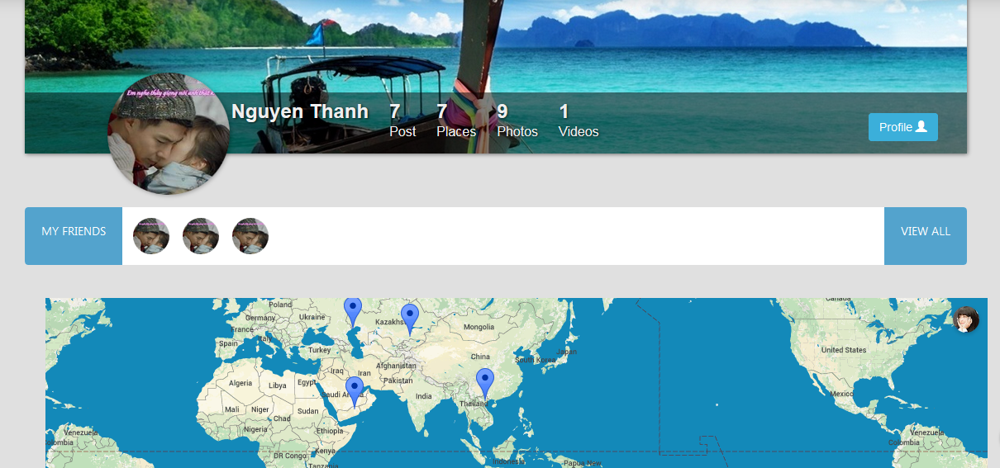 Em nghe thấy giọng nói anh thật
Nguyen Thanh
7 7 9 1
Post Places Photos Videos
Profile
MY FRIENDS
VIEW ALL
Canada
Poland
Germany Ukraine Kazakhs
Mongolia
France
Italy
Spain
Turkey
China
Japan
South Korea
United States
Afghanistan
Iraq Iran
Pakistan
Algeria Libya Egypt
Saudi Ar
India
Mexico
Thailand
Mali Niger Sudan
Chad
Nigeria Ethiopia
Venezuela Venezuela
olombia Colombia
Kenya
DR Congo
Indonesia Papua New
Tanzania